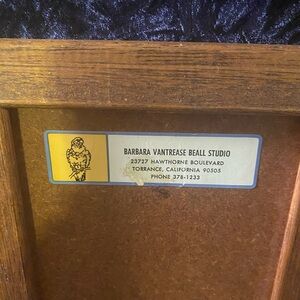 BARBARA VANTREASE BEALL STUDIO
23727 HAWTHORNE BOULEVARD
TORRANCE, CALIFORNIA 90505
PHONE 378-1233